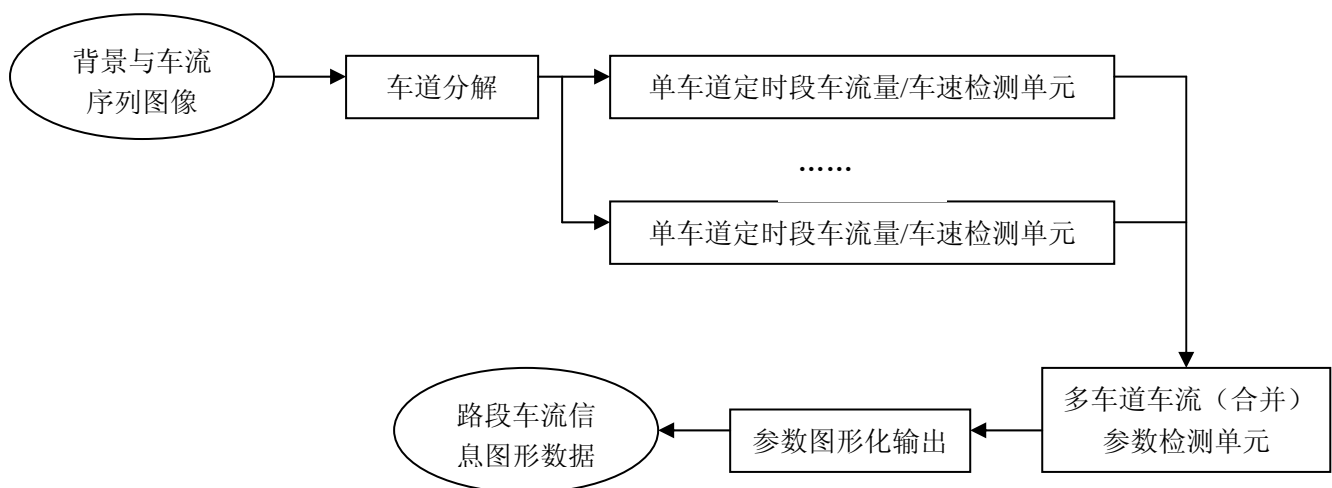 背景与车流
序列图像
车道分解
单车道定时段车流量/车速检测单元
……
单车道定时段车流量/车速检测单元
多车道车流（合并）
参数检测单元
参数图形化输出
路段车流信
息图形数据